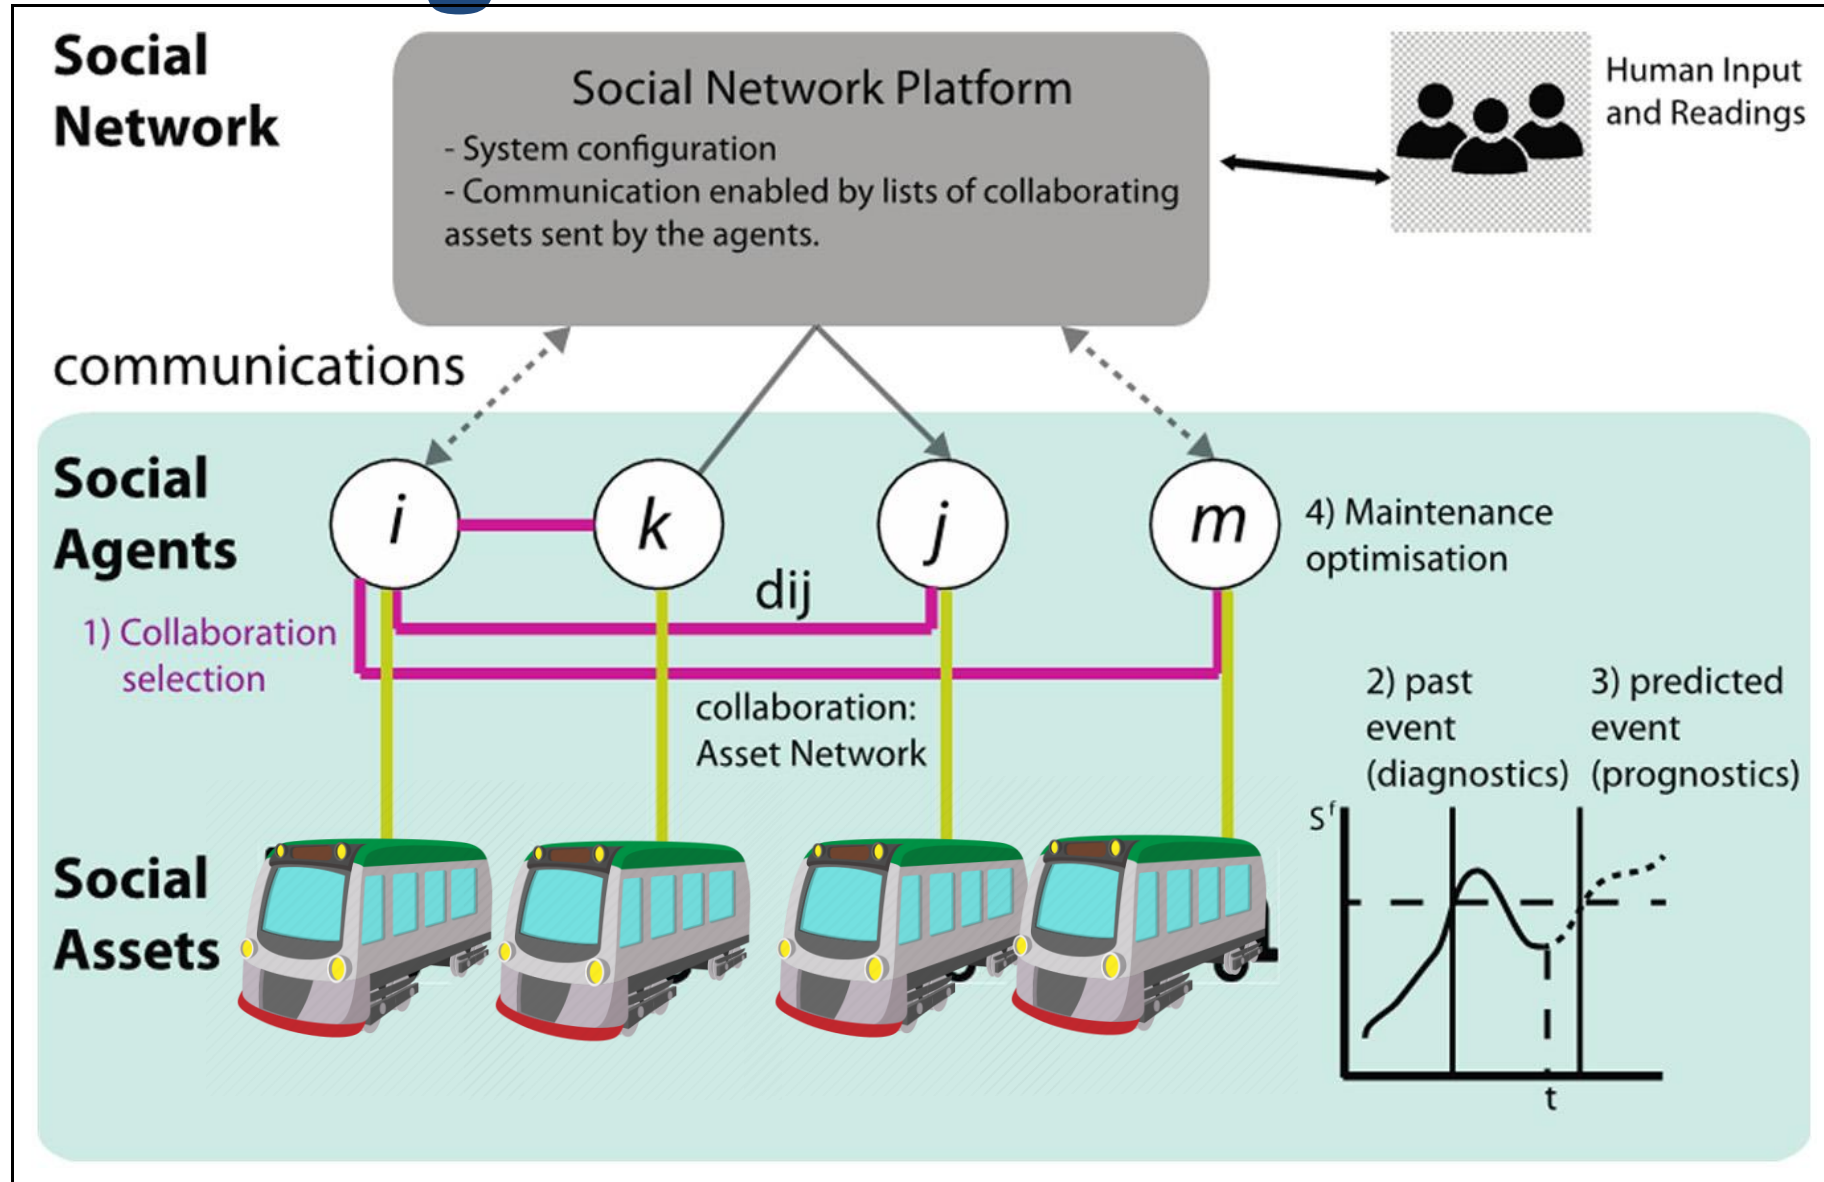 Social
Network
Social Network Platform
- System configuration
- Communication enabled by lists of collaborating
assets sent by the agents.
Human Input
and Readings
communications
Social
Agents
i
k
j
m
4) Maintenance
optimisation
dij
1) Collaboration
selection
collaboration:
Asset Network
2) past
event
(diagnostics)
3) predicted
event
(prognostics)
Social
Assets
Sf
t